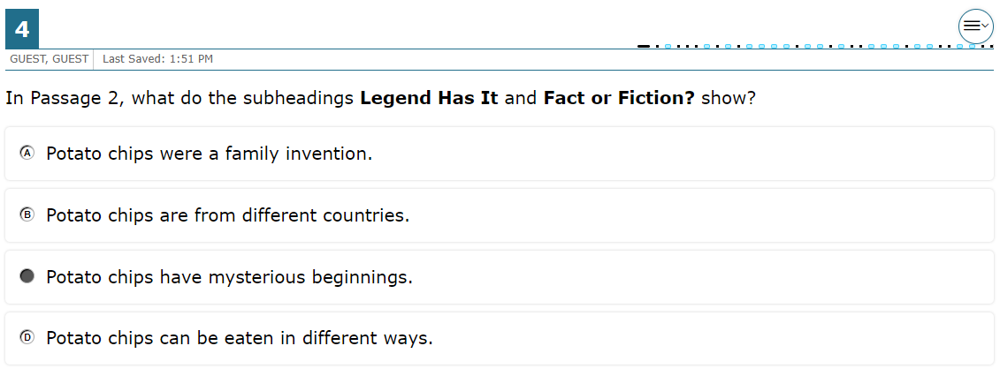 4
GUEST, GUEST Last Saved: 1:51 PM
In Passage 2, what do the subheadings Legend Has It and Fact or Fiction? show?
A Potato chips were a family invention.
B Potato chips are from different countries.
Potato chips have mysterious beginnings.
D Potato chips can be eaten in different ways.